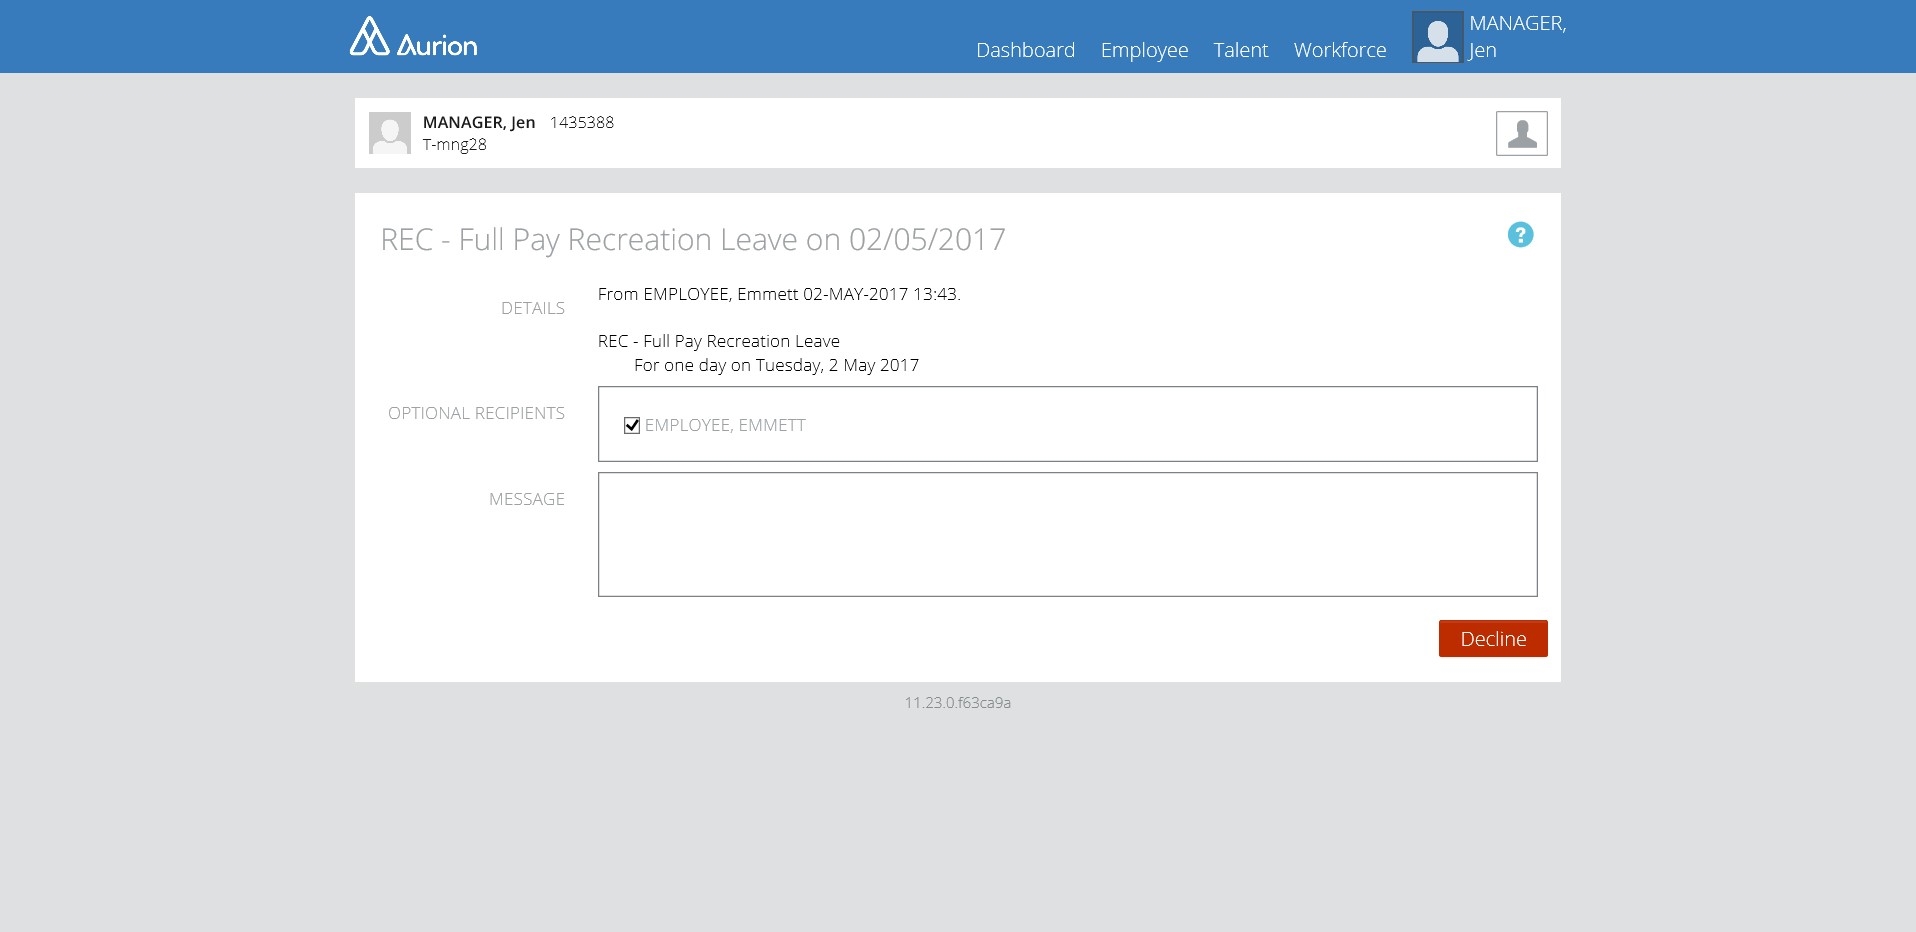 Aurion
Dashboard Employee Talent Workforce
MANAGER,
Jen
MANAGER, Jen 1435388
T-mng28
REC - Full Pay Recreation Leave on 02/05/2017
?
DETAILS
From EMPLOYEE, Emmett 02-MAY-2017 13:43.
REC - Full Pay Recreation Leave
For one day on Tuesday, 2 May 2017
OPTIONAL RECIPIENTS
EMPLOYEE, EMMETT
MESSAGE
Decline
11.23.0.f63ca9a